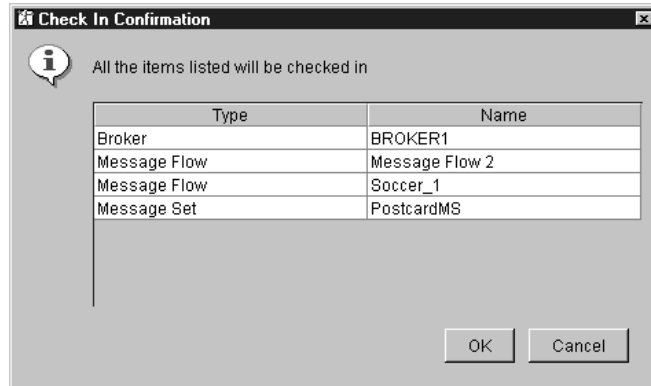 Check In Confirmation
All the items listed will be checked in
Type Name
Broker BROKER1
Message Flow Message Flow 2
Message Flow Soccer_1
Message Set PostcardMS
OK Cancel